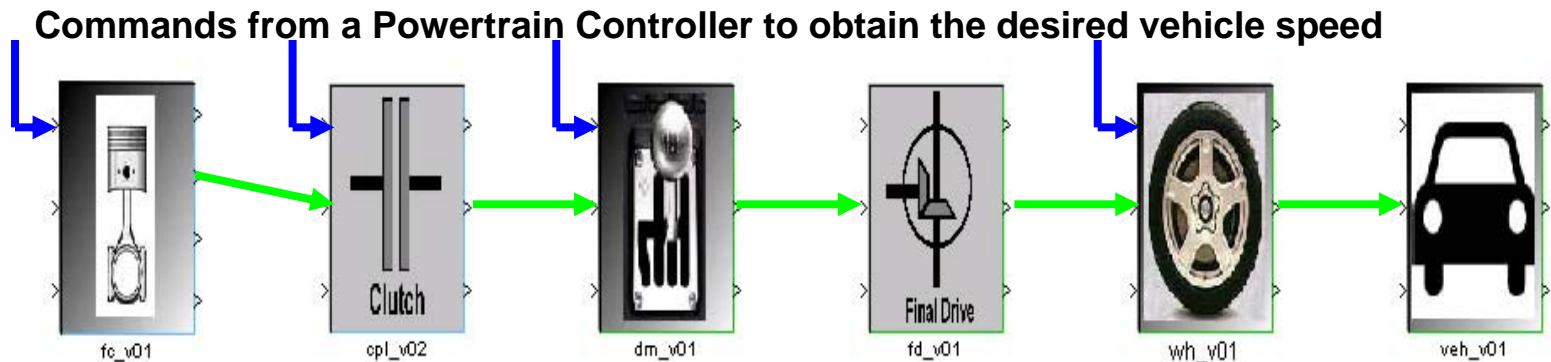 Commands from a Powertrain Controller to obtain the desired vehicle speed
Clutch
Final Drive
fc_v01
cpl_v02
dm_v01
fd_v01
wh_v01
veh_v01